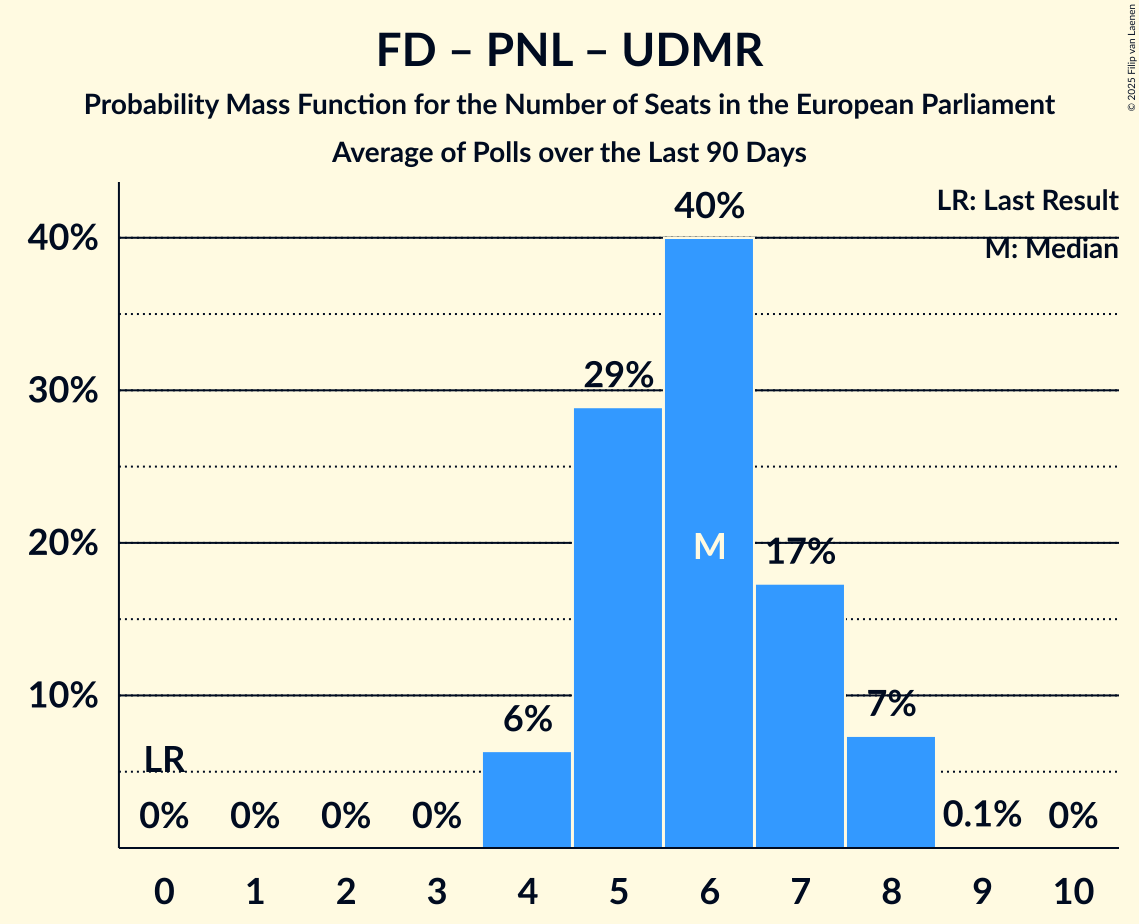 FD – PNL – UDMR
Probability Mass Function for the Number of Seats in the European Parliament
Average of Polls over the Last 90 Days
© 2025 Filip van Laenen
LR: Last Result
M: Median
40%
30%
20%
10%
LR
0%
0%
0%
0%
6%
29%
40%
M
17%
7%
0.1%
0%
0 1 2 3 4 5 6 7 8 9 10